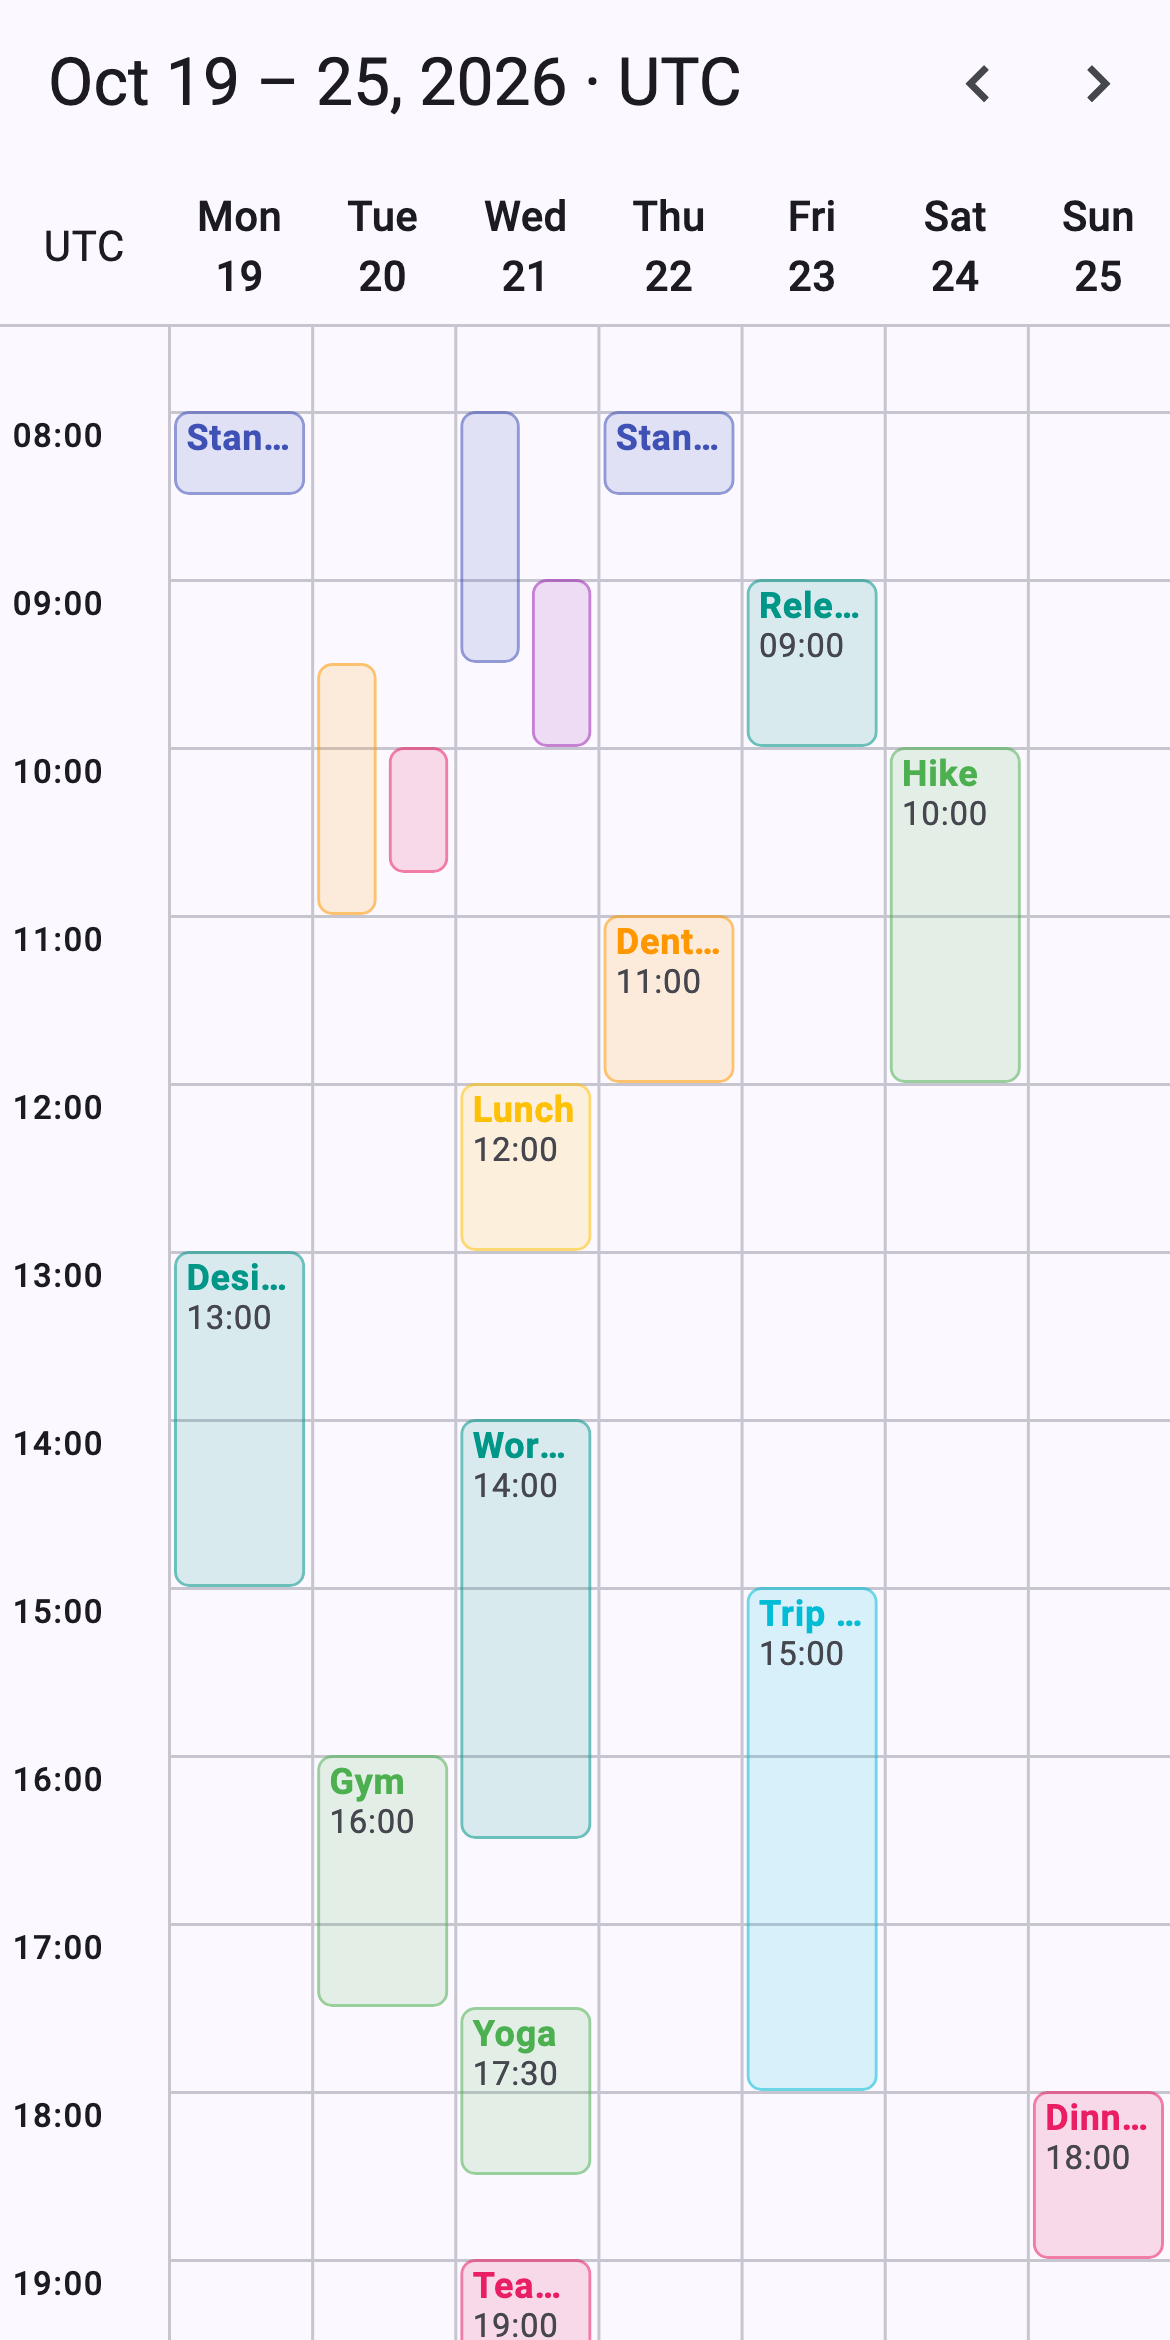 Oct 19 – 25, 2026 · UTC
UTC
Mon
19
Tue
20
Wed
21
Thu
22
Fri
23
Sat
24
Sun
25
08:00
Stan…
Stan…
09:00
Rele…
09:00
10:00
Hike
10:00
11:00
Dent…
11:00
12:00
Lunch
12:00
13:00
Desi…
13:00
14:00
Wor…
14:00
15:00
Trip …
15:00
16:00
Gym
16:00
17:00
Yoga
17:30
18:00
Dinn…
18:00
19:00
Tea…
19:00